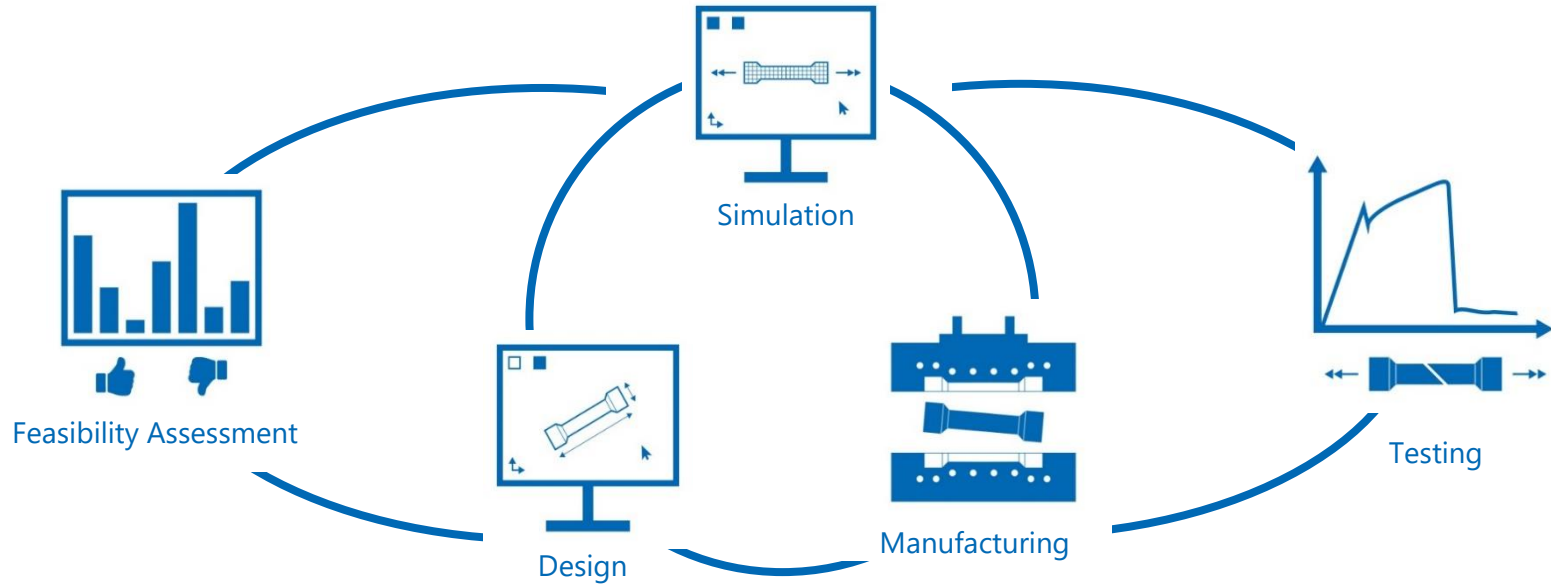 Simulation
Feasibility Assessment
Testing
Manufacturing
Design